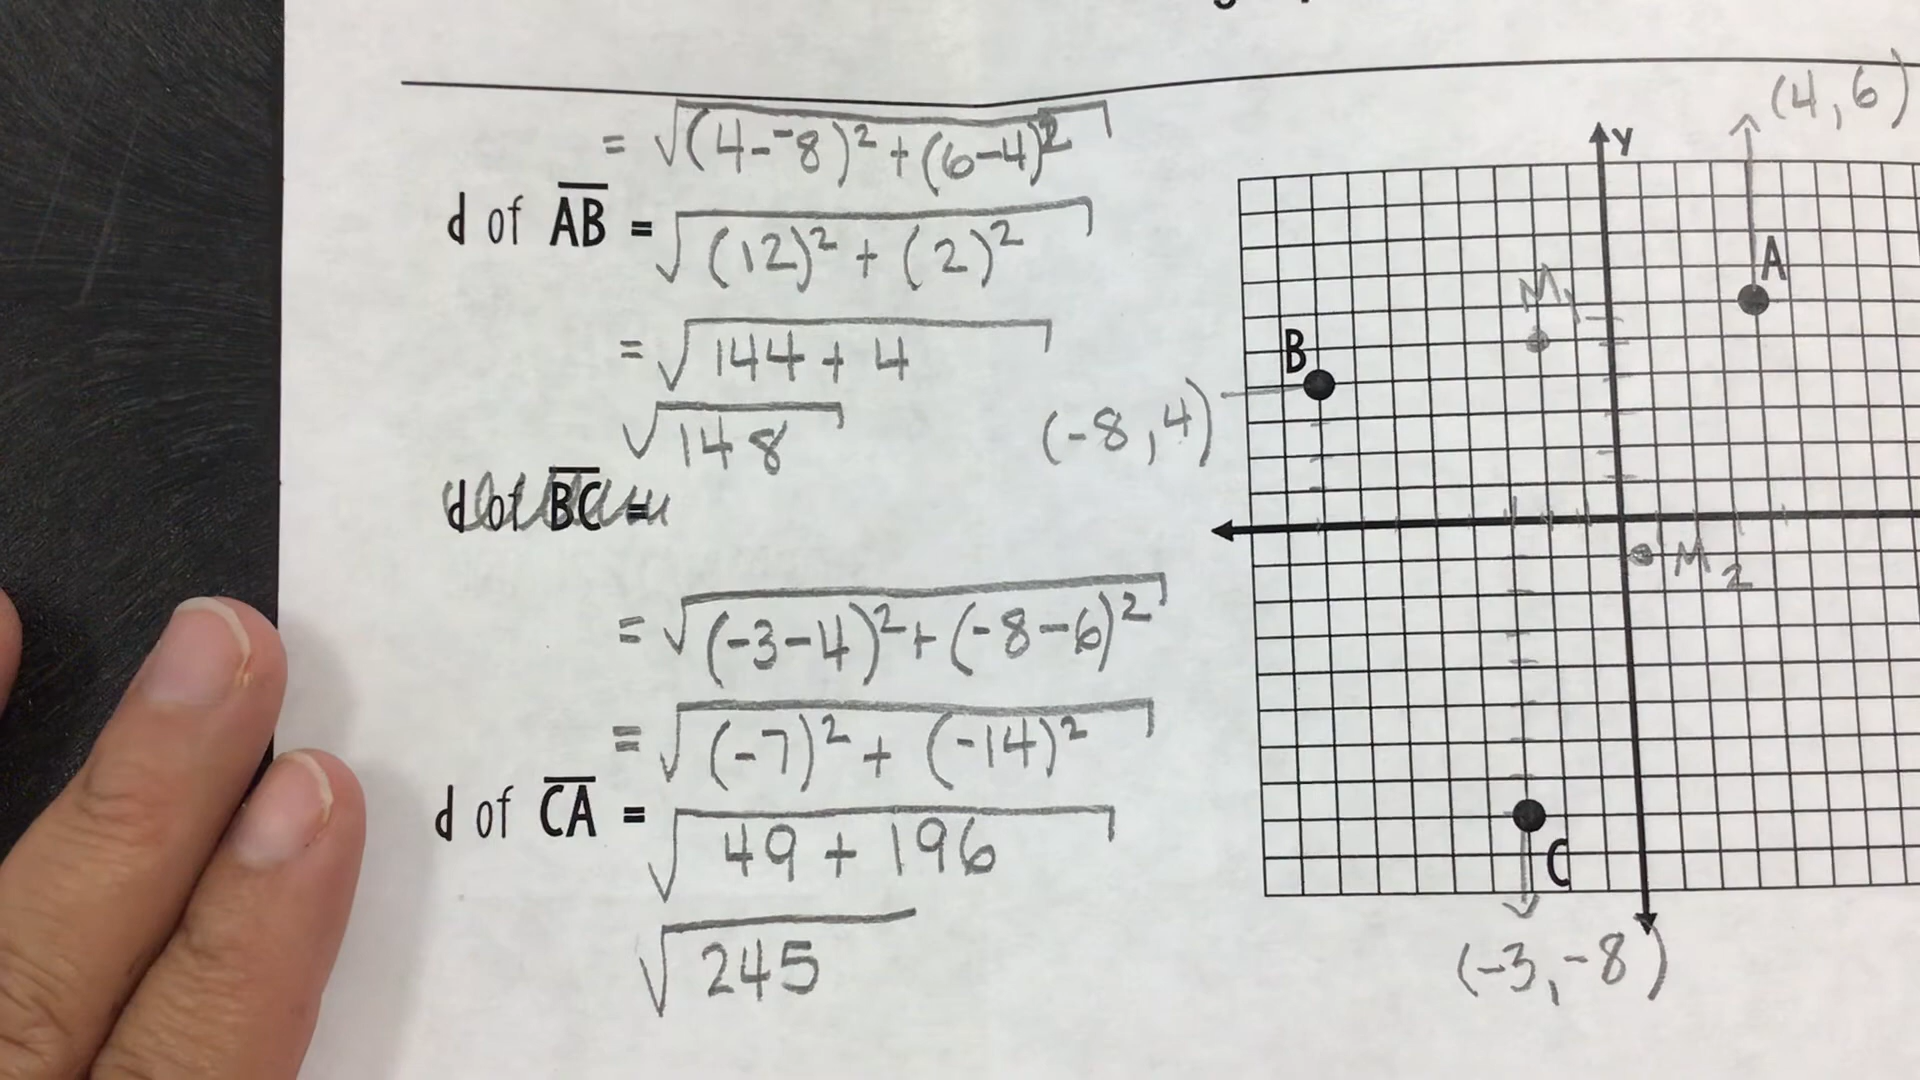 = √(4-⁻8)² + (6-4)²
d of AB = √(12)² + (2)²
= √144 + 4
√148
d of BC =
= √(-3-4)² + (-8-6)²
= √(-7)² + (-14)²
d of CA = √49 + 196
√245
(4, 6)
y
A
M₁
B
(-8, 4)
M₂
C
(-3, -8)